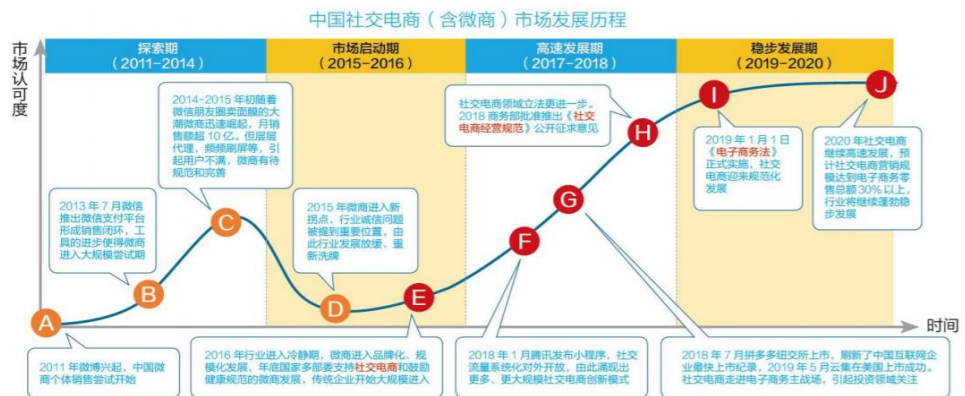 中国社交电商（含微商）市场发展历程
市场认可度
探索期
（2011-2014）
市场启动期
（2015-2016）
高速发展期
（2017-2018）
稳步发展期
（2019-2020）
2014-2015 年初随着
微信朋友圈卖面膜的大
潮微商迅速崛起，月销
售额超 10 亿。但层层
代理，频频刷屏等，引
起用户不满，微商有待
规范和完善
社交电商领域立法更进一步。
2018 商务部批准推出《社交
电商经营规范》公开征求意见
2019 年 1 月 1 日
《电子商务法》
正式实施，社交
电商迎来规范化
发展
2020 年社交电商
继续高速发展，预
计社交电商营销规
模达到电子商务零
售总额 30% 以上，
行业将继续蓬勃稳
步发展
2013 年 7 月微信
推出微信支付平台
形成销售闭环，工
具的进步使得微商
进入大规模尝试期
2015 年微商进入新
拐点，行业诚信问题
被提到重要位置，由
此行业发展放缓、重
新洗牌
A
B
C
D
E
F
G
H
I
J
时间
2011 年微博兴起，中国微
商个体销售尝试开始
2016 年行业进入冷静期，微商进入品牌化、规
模化发展，年底国家多部委支持社交电商和鼓励
健康规范的微商发展，传统企业开始大规模进入
2018 年 1 月腾讯发布小程序，社交
流量系统化对外开放，由此涌现出
更多、更大规模社交电商创新模式
2018 年 7 月拼多多纽交所上市，刷新了中国互联网企
业最快上市纪录，2019 年 5 月云集在美国上市成功。
社交电商走进电子商务主战场，引起投资领域关注